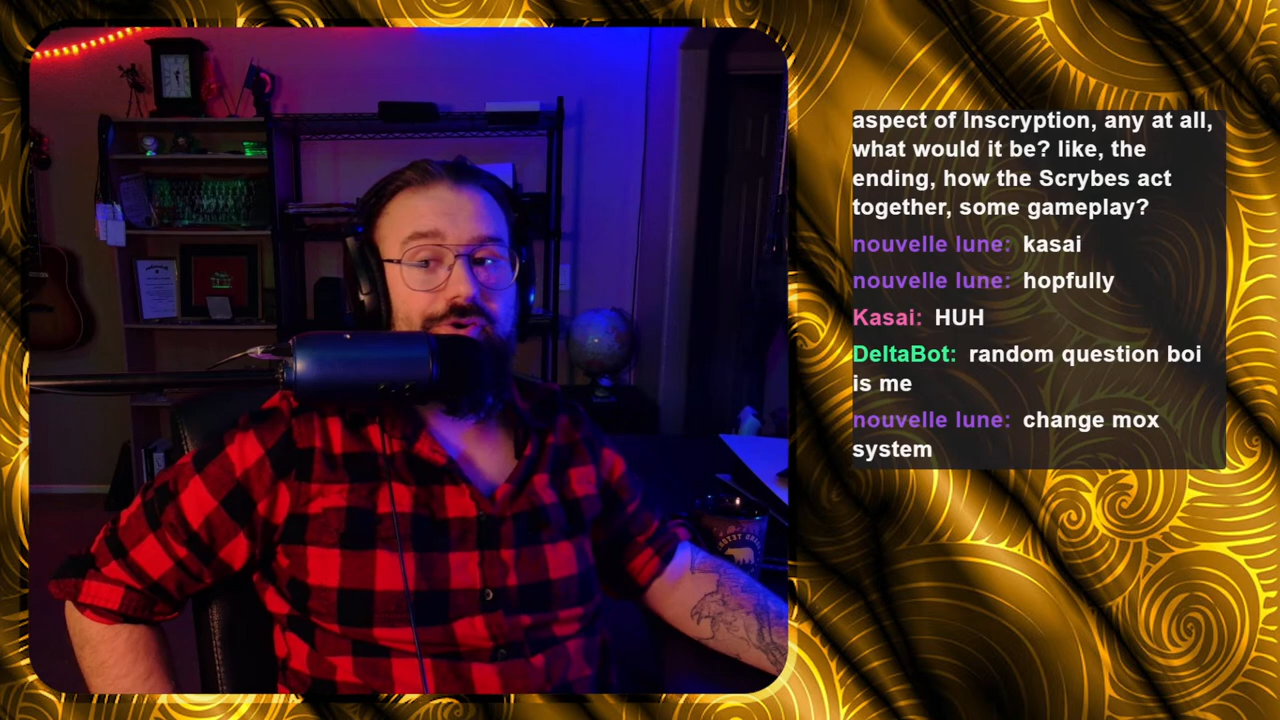 aspect of Inscryption, any at all,
what would it be? like, the
ending, how the Scrybes act
together, some gameplay?
nouvelle lune: kasai
nouvelle lune: hopfully
Kasai: HUH
DeltaBot: random question boi
is me
nouvelle lune: change mox
system